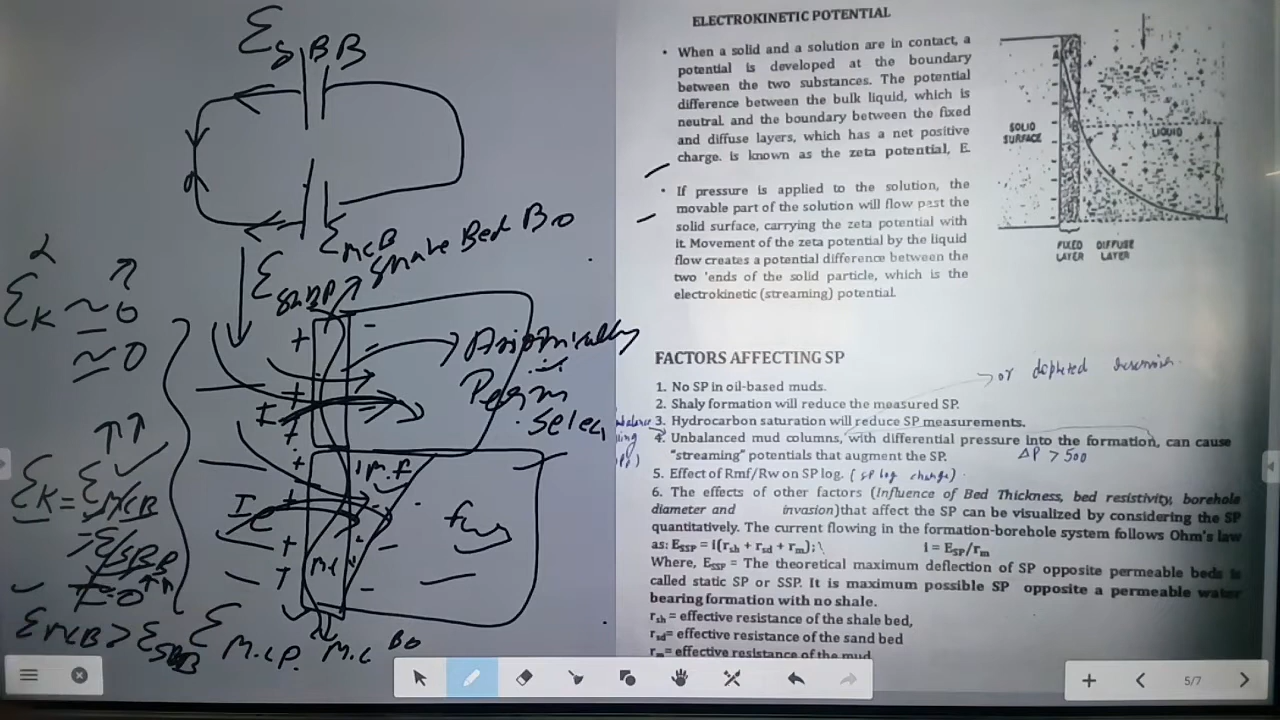 ELECTROKINETIC POTENTIAL
• When a solid and a solution are in contact, a
potential is developed at the boundary
between the two substances. The potential
difference between the bulk liquid, which is
neutral and the boundary between the fixed
and diffuse layers, which has a net positive
charge. is known as the zeta potential, E.
• If pressure is applied to the solution, the
movable part of the solution will flow past the
solid surface, carrying the zeta potential with
it. Movement of the zeta potential by the liquid
flow creates a potential difference between the
two 'ends of the solid particle, which is the
electrokinetic (streaming) potential.
SOLID
SURFACE
LIQUID
FIXED
LAYER
DIFFUSE
LAYER
FACTORS AFFECTING SP
or depleted
1. No SP in oil-based muds.
2. Shaly formation will reduce the measured SP.
3. Hydrocarbon saturation will reduce SP measurements.
4. Unbalanced mud columns, with differential pressure into the formation, can cause
"streaming" potentials that augment the SP.
ΔP > 500
5. Effect of Rmf/Rw on SP log. ( SP log change) .
6. The effects of other factors (Influence of Bed Thickness, bed resistivity, borehole
diameter and invasion)that affect the SP can be visualized by considering the SP
quantitatively. The current flowing in the formation-borehole system follows Ohm's law
as: ESSP = I(rsh + rsd + rm); I = ESP/rm
Where, ESSP = The theoretical maximum deflection of SP opposite permeable beds is
called static SP or SSP. It is maximum possible SP opposite a permeable water
bearing formation with no shale.
rsh = effective resistance of the shale bed,
rsd= effective resistance of the sand bed
rm= effective resistance of the mud
ƐSBB
ƐMCB
Shale Bed
Perm
Selec
ƐK ≃ 0
≃ 0
ƐK = ƐMCB
ƐMCB > ƐSBB
5/7